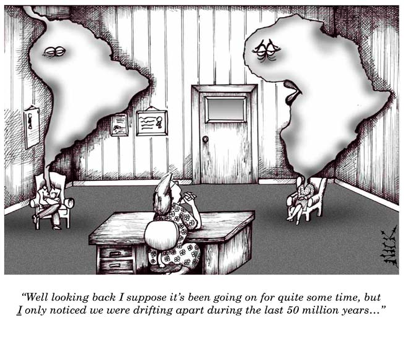 “Well looking back I suppose it’s been going on for quite some time, but
I only noticed we were drifting apart during the last 50 million years…”